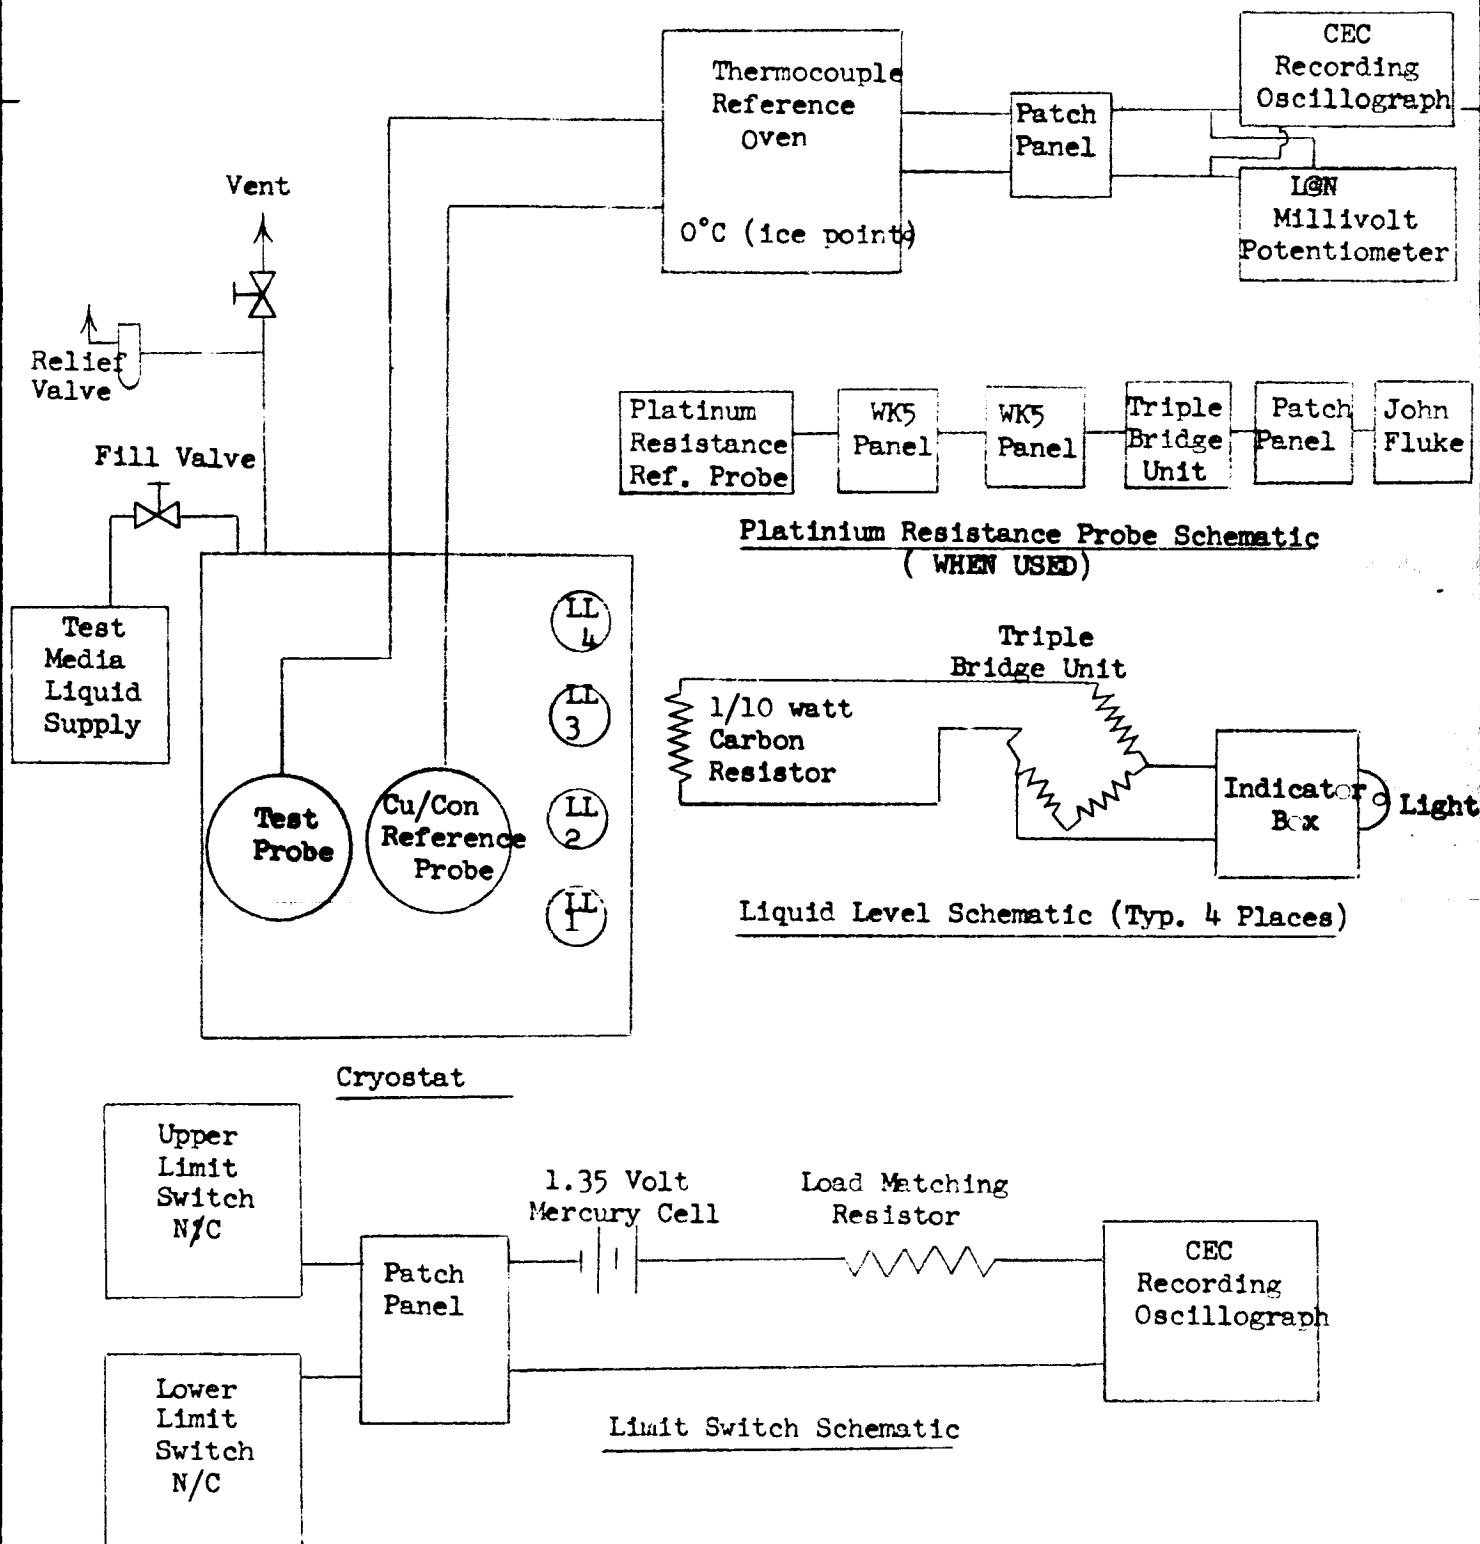 Thermocouple
Reference
Oven
0°C (ice point)
Patch
Panel
CEC
Recording
Oscillograph
L@N
Millivolt
Potentiometer
Vent
Relief
Valve
Fill Valve
Test
Media
Liquid
Supply
Platinum
Resistance
Ref. Probe
WK5
Panel
WK5
Panel
Triple
Bridge
Unit
Patch
Panel
John
Fluke
Platinium Resistance Probe Schematic
( WHEN USED)
LL
4
LL
3
LL
2
LL
1
Test
Probe
Cu/Con
Reference
Probe
Triple
Bridge Unit
1/10 watt
Carbon
Resistor
Indicator
Box
Light
Liquid Level Schematic (Typ. 4 Places)
Cryostat
Upper
Limit
Switch
N/C
Lower
Limit
Switch
N/C
Patch
Panel
1.35 Volt
Mercury Cell
Load Matching
Resistor
CEC
Recording
Oscillograph
Limit Switch Schematic